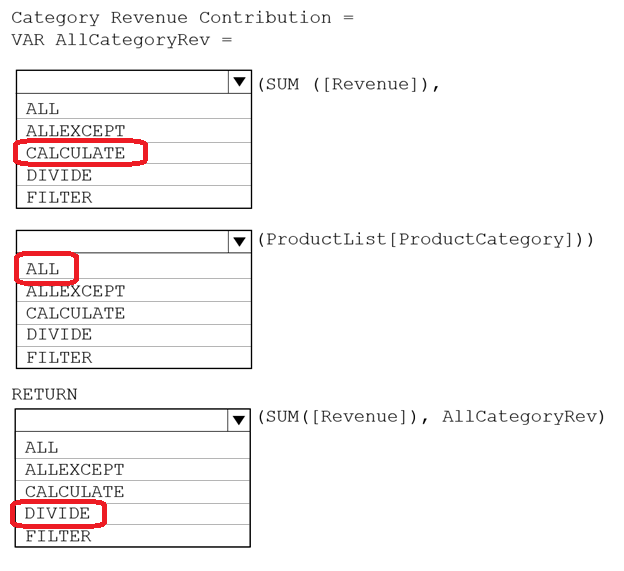 Category Revenue Contribution =
VAR AllCategoryRev =
(SUM ([Revenue]),
ALL
ALLEXCEPT
CALCULATE
DIVIDE
FILTER
(ProductList[ProductCategory]))
ALL
ALLEXCEPT
CALCULATE
DIVIDE
FILTER
RETURN
(SUM([Revenue]), AllCategoryRev)
ALL
ALLEXCEPT
CALCULATE
DIVIDE
FILTER